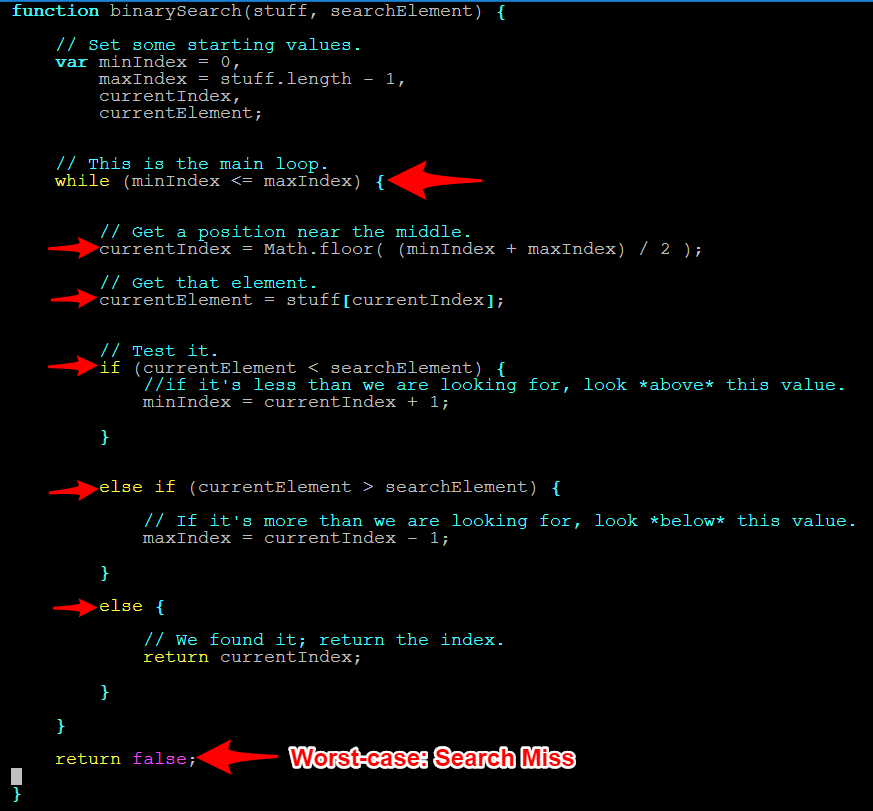 function binarySearch(stuff, searchElement) {
// Set some starting values.
var minIndex = 0,
maxIndex = stuff.length - 1,
currentIndex,
currentElement;
// This is the main loop.
while (minIndex <= maxIndex) {
// Get a position near the middle.
currentIndex = Math.floor( (minIndex + maxIndex) / 2 );
// Get that element.
currentElement = stuff[currentIndex];
// Test it.
if (currentElement < searchElement) {
//if it's less than we are looking for, look *above* this value.
minIndex = currentIndex + 1;
}
else if (currentElement > searchElement) {
// If it's more than we are looking for, look *below* this value.
maxIndex = currentIndex - 1;
}
else {
// We found it; return the index.
return currentIndex;
}
}
return false; Worst-case: Search Miss
}